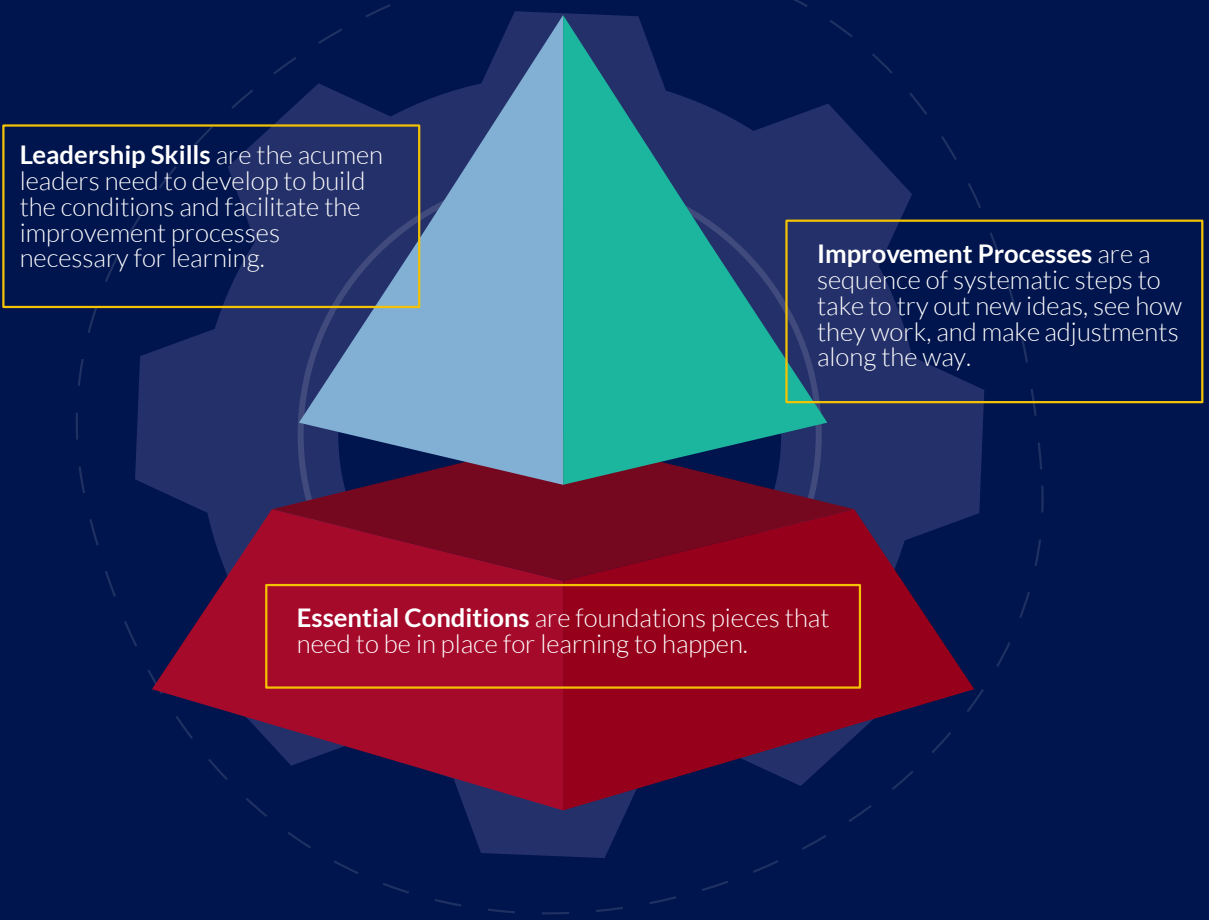 Leadership Skills are the acumen
leaders need to develop to build
the conditions and facilitate the
improvement processes
necessary for learning.
Improvement Processes are a
sequence of systematic steps to
take to try out new ideas, see how
they work, and make adjustments
along the way.
Essential Conditions are foundations pieces that
need to be in place for learning to happen.